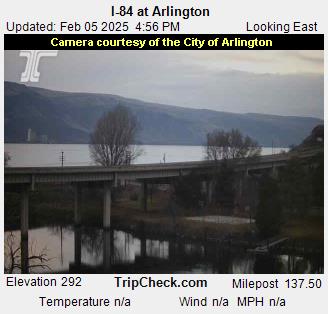 I-84 at Arlington
Updated: Feb 05 2025 4:56 PM Looking East
Camera courtesy of the City of Arlington
Elevation 292 TripCheck.com Milepost 137.50
Temperature n/a Wind n/a MPH n/a